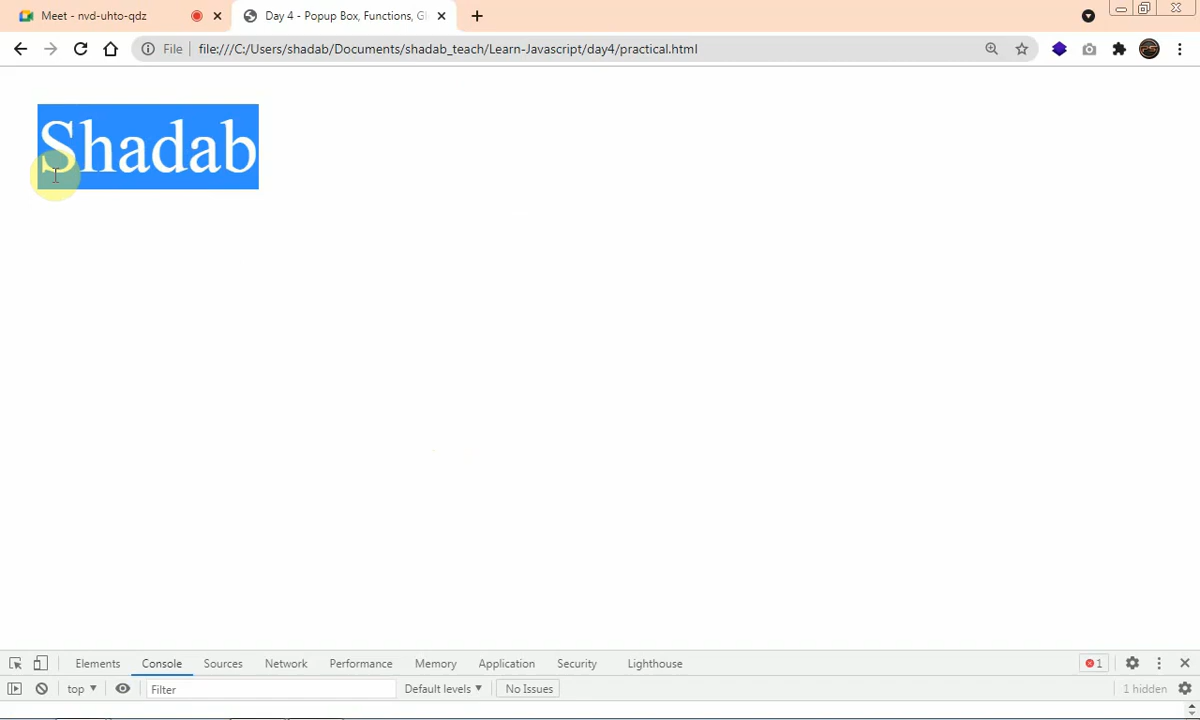 Meet - nvd-uhto-qdz
Day 4 - Popup Box, Functions, Gl
File
file:///C:/Users/shadab/Documents/shadab_teach/Learn-Javascript/day4/practical.html
Shadab
Elements Console Sources Network Performance Memory Application Security Lighthouse 1
top Filter Default levels No Issues 1 hidden